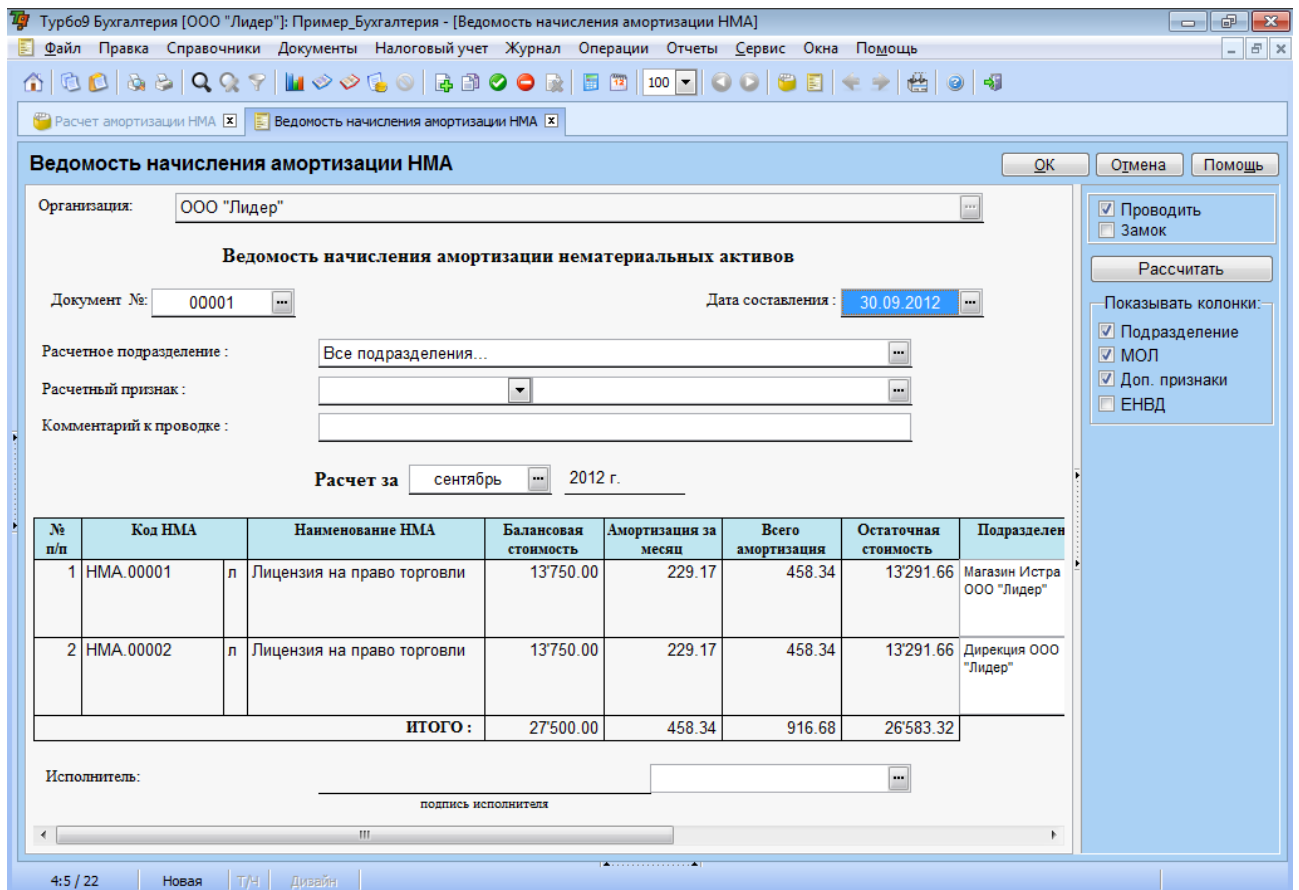 Турбо9 Бухгалтерия [ООО "Лидер"]: Пример_Бухгалтерия - [Ведомость начисления амортизации НМА]
Файл Правка Справочники Документы Налоговый учет Журнал Операции Отчеты Сервис Окна Помощь
100
Расчет амортизации НМА Ведомость начисления амортизации НМА
Ведомость начисления амортизации НМА ОК Отмена Помощь
Организация: ООО "Лидер" ...
Проводить
Замок
Ведомость начисления амортизации нематериальных активов
Рассчитать
Документ №: 00001 ... Дата составления : 30.09.2012 ...
Показывать колонки:
Подразделение
МОЛ
Доп. признаки
ЕНВД
Расчетное подразделение : Все подразделения... ...
Расчетный признак : ...
Комментарий к проводке :
Расчет за сентябрь ... 2012 г.
№ п/п Код НМА Наименование НМА Балансовая стоимость Амортизация за месяц Всего амортизация Остаточная стоимость Подразделен
1 НМА.00001 л Лицензия на право торговли 13'750.00 229.17 458.34 13'291.66 Магазин Истра ООО "Лидер"
2 НМА.00002 л Лицензия на право торговли 13'750.00 229.17 458.34 13'291.66 Дирекция ООО "Лидер"
ИТОГО : 27'500.00 458.34 916.68 26'583.32
Исполнитель: ...
подпись исполнителя
4:5 / 22 Новая Т/Ч Дизайн